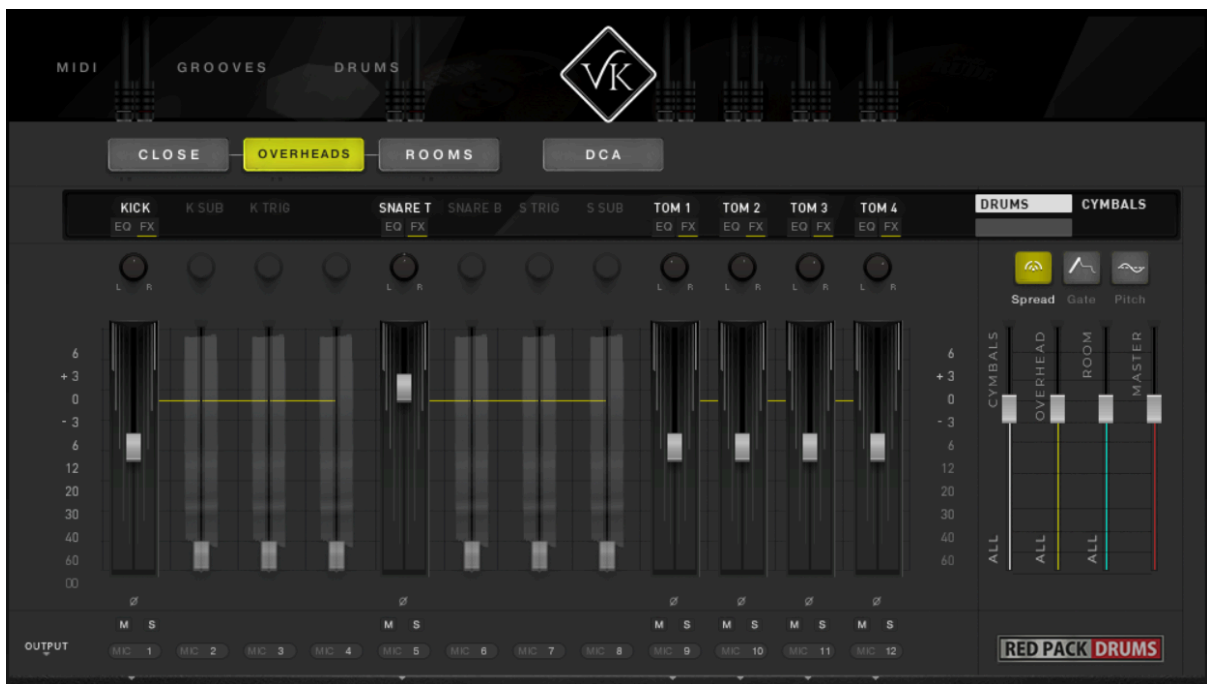 MIDI GROOVES DRUMS
VK
CLOSE OVERHEADS ROOMS DCA
KICK K SUB K TRIG SNARE T SNARE B S TRIG S SUB TOM 1 TOM 2 TOM 3 TOM 4 DRUMS CYMBALS
EQ FX EQ FX EQ FX EQ FX EQ FX EQ FX
L R L R L R L R L R L R
Spread Gate Pitch
CYMBALS OVERHEAD ROOM MASTER
6 6
+ 3 + 3
0 0
- 3 - 3
6 6
12 12
20 20
30 30
40 40
60 60
00
ALL ALL ALL
Ø Ø Ø Ø Ø Ø
M S M S M S M S M S M S
OUTPUT MIC 1 MIC 2 MIC 3 MIC 4 MIC 5 MIC 6 MIC 7 MIC 8 MIC 9 MIC 10 MIC 11 MIC 12
RED PACK DRUMS